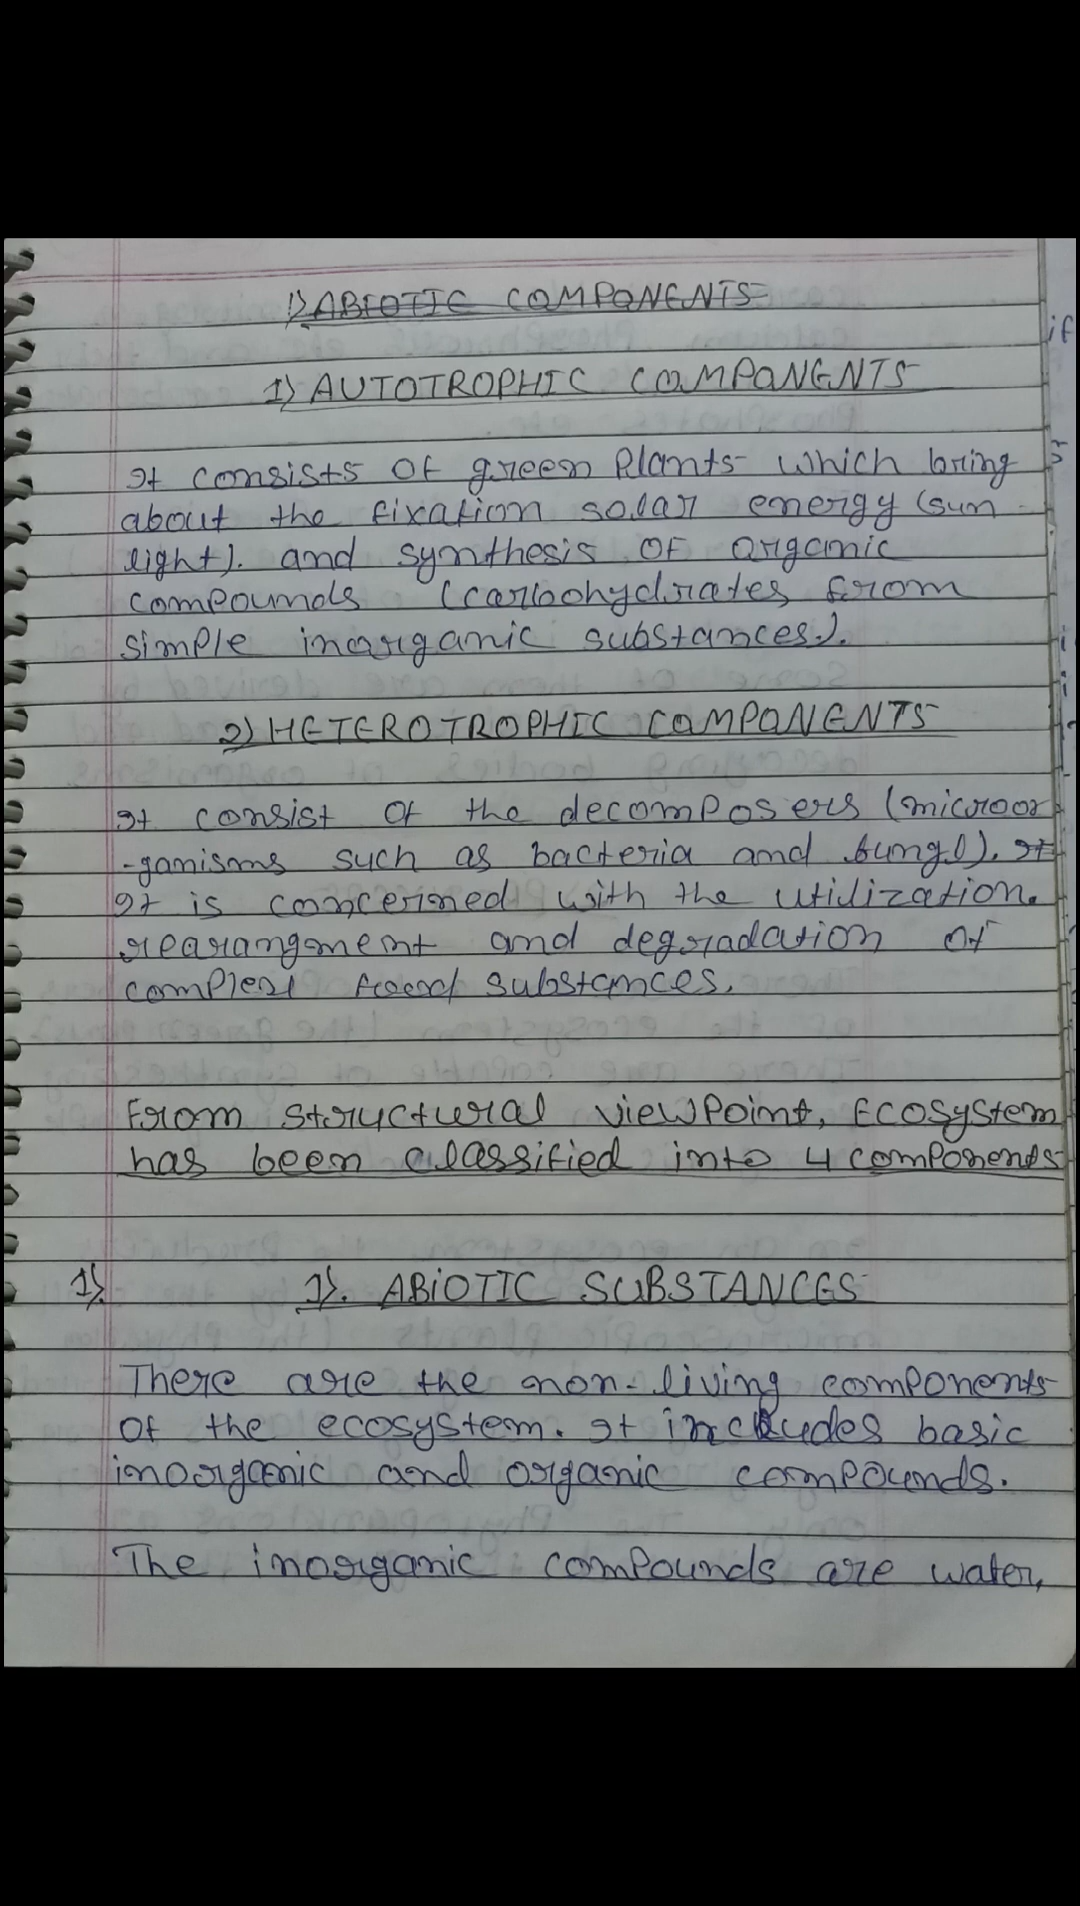 1) ABIOTIC COMPONENTS
1) AUTOTROPHIC COMPONENTS
It consists of green Plants which bring
about the fixation solar energy (sun
light). and synthesis of organic
compounds (carbohydrates from
simple inorganic substances).
2) HETEROTROPHIC COMPONENTS
It consist of the decomposers (microor
-ganisms such as bacteria and fungi). It
It is concerned with the utilization.
rearangment and degradation of
complex food substances.
From structural viewPoint, Ecosystem
has been classified into 4 components
1). 1). ABiOTIC SUBSTANCES
There are the non-living components
of the ecosystem. It includes basic
inorganic and organic compounds.
The inorganic compounds are water,